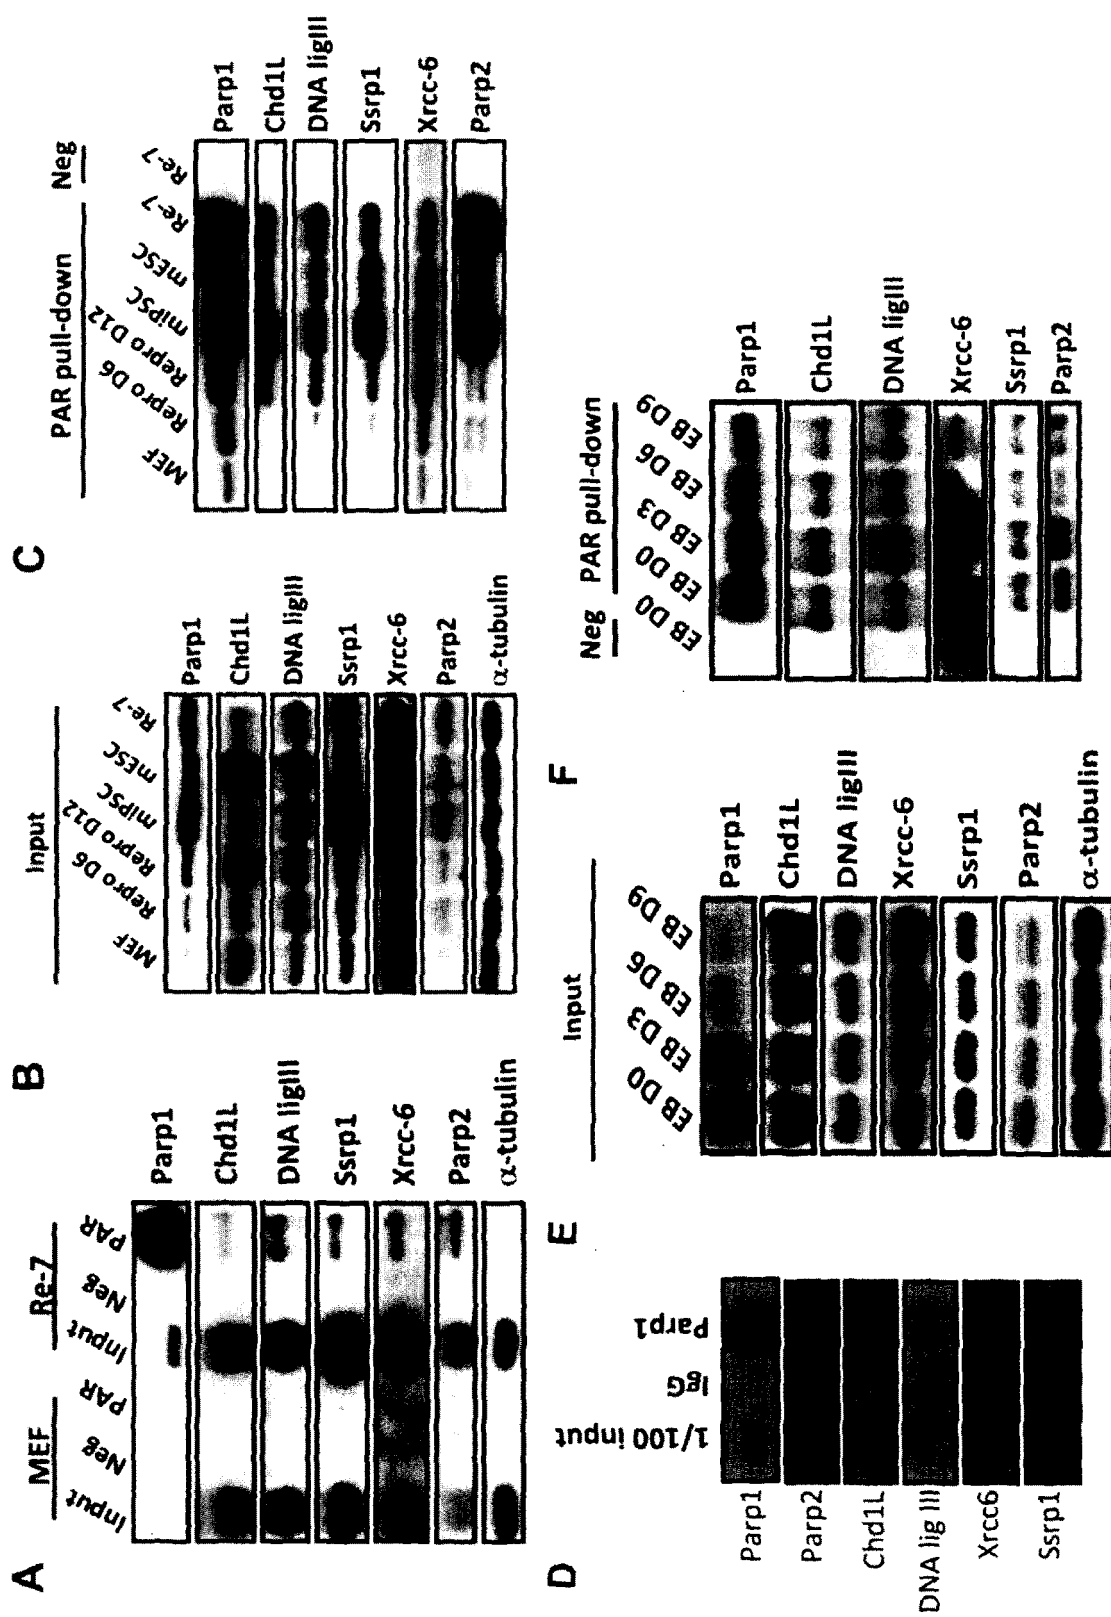 A
MEF
Re-7
Input
Neg
PAR
Input
Neg
PAR
Parp1
Chd1L
DNA ligIII
Ssrp1
Xrcc-6
Parp2
α-tubulin
B
Input
MEF
Repro D6
Repro D12
miPSC
mESC
Re-7
Parp1
Chd1L
DNA ligIII
Ssrp1
Xrcc-6
Parp2
α-tubulin
C
PAR pull-down
Neg
MEF
Repro D6
Repro D12
miPSC
mESC
Re-7
Re-7
Parp1
Chd1L
DNA ligIII
Ssrp1
Xrcc-6
Parp2
D
1/100 input
IgG
Parp1
Parp1
Parp2
Chd1L
DNA lig III
Xrcc6
Ssrp1
E
Input
EB D0
EB D3
EB D6
EB D9
Parp1
Chd1L
DNA ligIII
Xrcc-6
Ssrp1
Parp2
α-tubulin
F
Neg
PAR pull-down
EB D0
EB D0
EB D3
EB D6
EB D9
Parp1
Chd1L
DNA ligIII
Xrcc-6
Ssrp1
Parp2